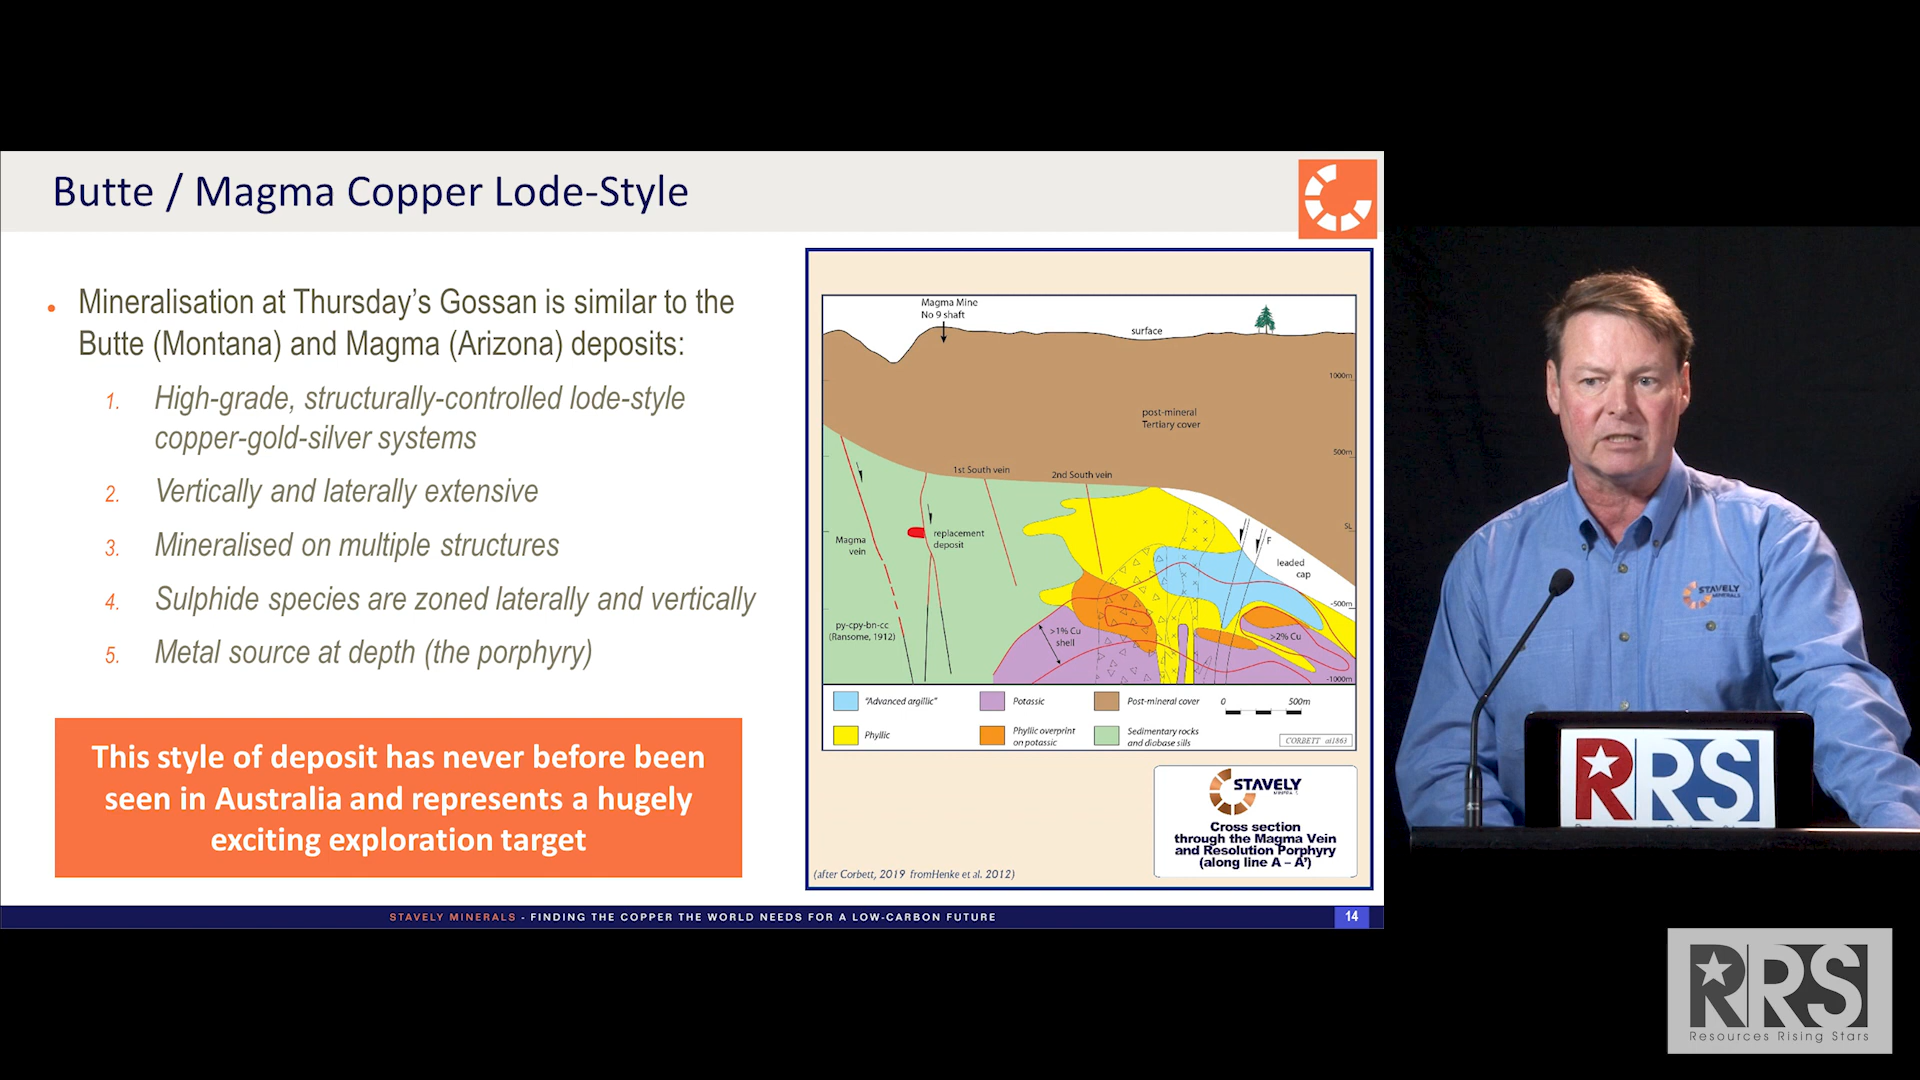 Butte / Magma Copper Lode-Style
Mineralisation at Thursday's Gossan is similar to the
Butte (Montana) and Magma (Arizona) deposits:
1. High-grade, structurally-controlled lode-style
copper-gold-silver systems
2. Vertically and laterally extensive
3. Mineralised on multiple structures
4. Sulphide species are zoned laterally and vertically
5. Metal source at depth (the porphyry)
This style of deposit has never before been
seen in Australia and represents a hugely
exciting exploration target
Magma Mine
No 9 shaft
surface
1000m
post-mineral
Tertiary cover
500m
1st South vein
2nd South vein
SL
replacement
deposit
Magma
vein
F
leaded
cap
-500m
py-cpy-bn-cc
(Ransome, 1912)
>1% Cu
shell
>2% Cu
-1000m
"Advanced argillic"
Potassic
Post-mineral cover
0 500m
Phyllic
Phyllic overprint
on potassic
Sedimentary rocks
and diabase sills
CORBETT at1863
STAVELY
MINERALS
Cross section
through the Magma Vein
and Resolution Porphyry
(along line A – A')
(after Corbett, 2019 fromHenke et al. 2012)
STAVELY MINERALS - FINDING THE COPPER THE WORLD NEEDS FOR A LOW-CARBON FUTURE
14
STAVELY
MINERALS
RRS
RRS
Resources Rising Stars